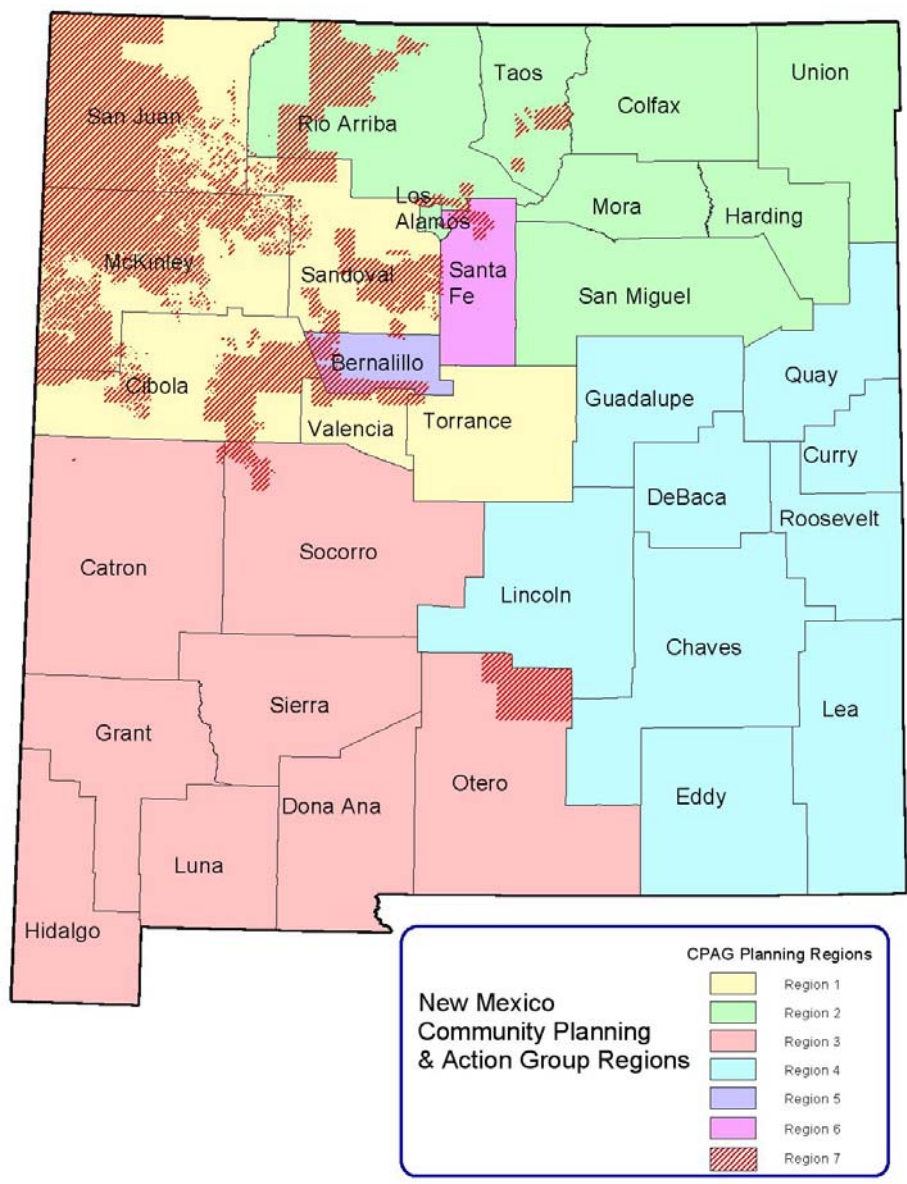 Taos
Union
Colfax
San Juan
Rio Arriba
Los
Alamos
Mora
Harding
McKinley
Sandoval
Santa
Fe
San Miguel
Bernalillo
Cibola
Quay
Guadalupe
Valencia
Torrance
Curry
DeBaca
Roosevelt
Socorro
Catron
Lincoln
Chaves
Sierra
Lea
Grant
Otero
Eddy
Dona Ana
Luna
Hidalgo
New Mexico
Community Planning
& Action Group Regions
CPAG Planning Regions
Region 1
Region 2
Region 3
Region 4
Region 5
Region 6
Region 7